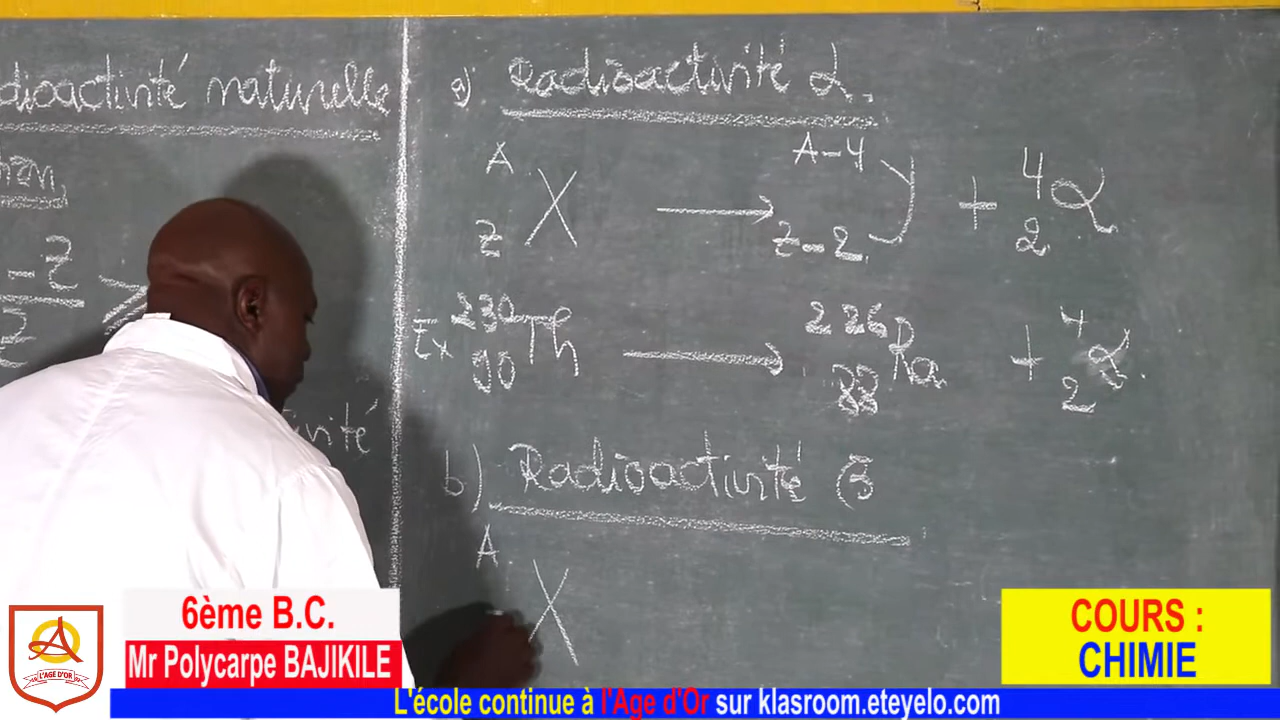 dioactivité naturelle
-Z
Z
>
ivité
a) Radioactivité α.
A
Z X → A-4
Z-2 y + 4
2 α
Ex 230
90 Th → 226
88 Ra + 4
2 α.
b) Radioactivité β
A
X
6ème B.C.
Mr Polycarpe BAJIKILE
COURS :
CHIMIE
A
L'AGE D'OR
L'école continue à l'Age d'Or sur klasroom.eteyelo.com